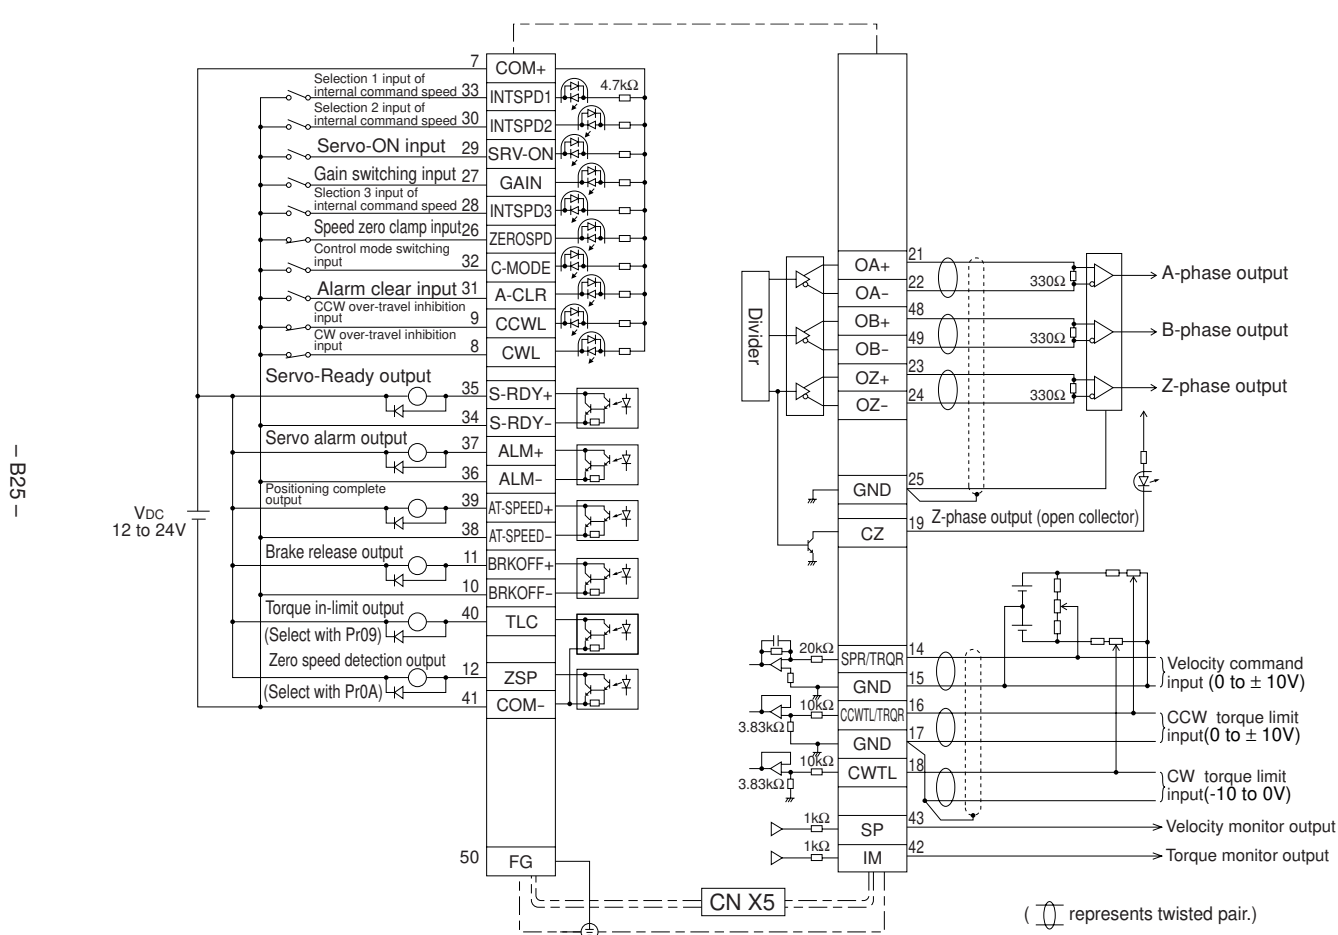 7 COM+
Selection 1 input of
internal command speed 33 INTSPD1 4.7kΩ
Selection 2 input of
internal command speed 30 INTSPD2
Servo-ON input 29 SRV-ON
Gain switching input 27 GAIN
Slection 3 input of
internal command speed 28 INTSPD3
Speed zero clamp input 26 ZEROSPD
Control mode switching
input 32 C-MODE
Alarm clear input 31 A-CLR
CCW over-travel inhibition
input 9 CCWL
CW over-travel inhibition
input 8 CWL
Servo-Ready output 35 S-RDY+
34 S-RDY–
Servo alarm output 37 ALM+
36 ALM–
Positioning complete
output 39 AT-SPEED+
38 AT-SPEED–
Brake release output 11 BRKOFF+
10 BRKOFF–
Torque in-limit output 40 TLC
(Select with Pr09)
Zero speed detection output 12 ZSP
(Select with Pr0A)
41 COM–
50 FG
VDC
12 to 24V
– B25 –
Divider
OA+ 21
OA– 22 330Ω A-phase output
OB+ 48
OB– 49 330Ω B-phase output
OZ+ 23
OZ– 24 330Ω Z-phase output
GND 25
CZ 19 Z-phase output (open collector)
20kΩ SPR/TRQR 14
GND 15
Velocity command
input (0 to ± 10V)
10kΩ CCWTL/TRQR 16
3.83kΩ
GND 17
CCW torque limit
input(0 to ± 10V)
10kΩ CWTL 18
3.83kΩ
CW torque limit
input(-10 to 0V)
1kΩ SP 43 Velocity monitor output
1kΩ IM 42 Torque monitor output
CN X5
( represents twisted pair.)